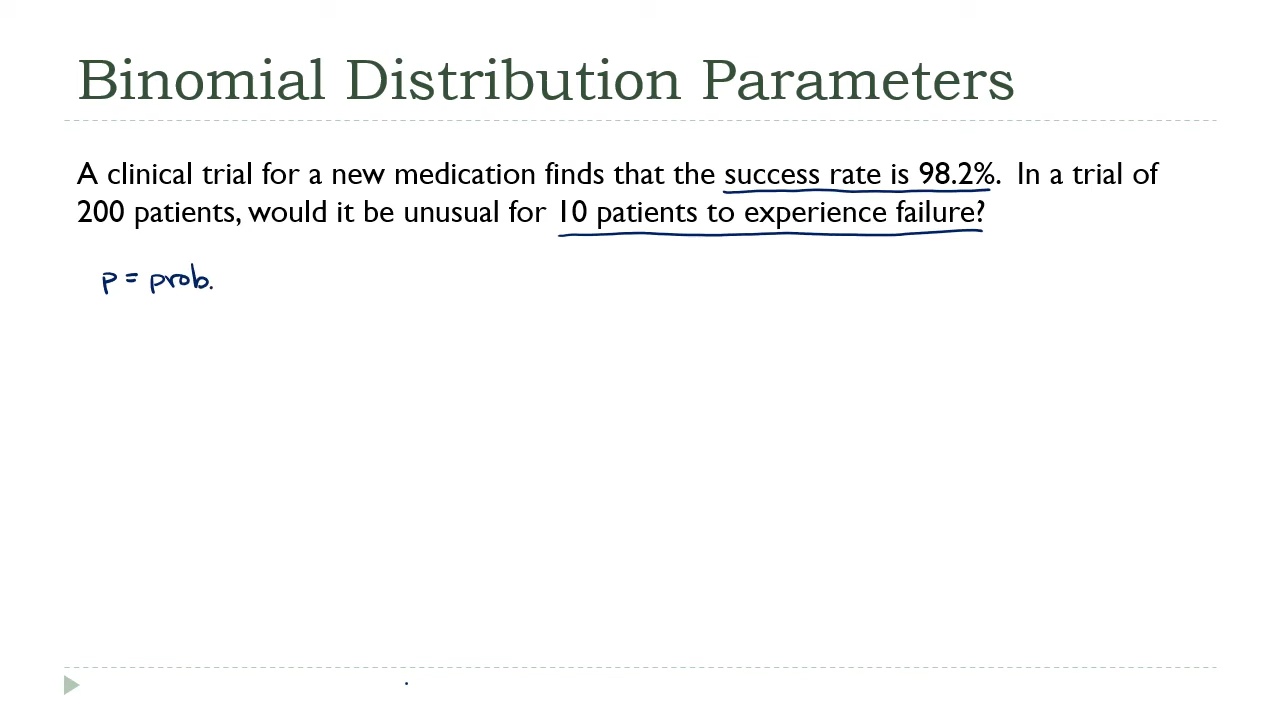 Binomial Distribution Parameters
A clinical trial for a new medication finds that the success rate is 98.2%. In a trial of
200 patients, would it be unusual for 10 patients to experience failure?
p = prob.